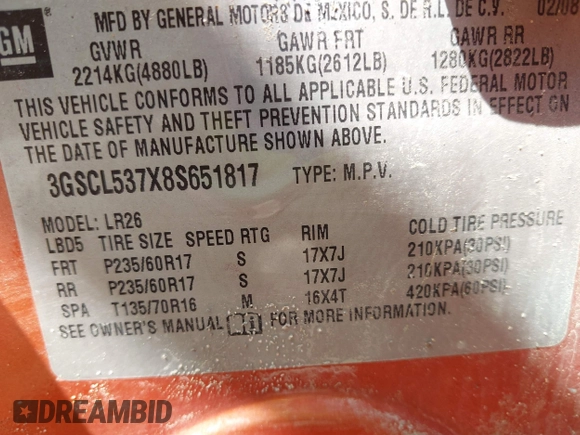 GM
MFD BY GENERAL MOTORS DE MEXICO, S. DE R.L. DE C.V. 02/08
GVWR GAWR FRT GAWR RR
2214KG(4880LB) 1185KG(2612LB) 1280KG(2822LB)
THIS VEHICLE CONFORMS TO ALL APPLICABLE U.S. FEDERAL MOTOR
VEHICLE SAFETY AND THEFT PREVENTION STANDARDS IN EFFECT ON
THE DATE OF MANUFACTURE SHOWN ABOVE.
3GSCL537X8S651817 TYPE: M.P.V.
MODEL: LR26
LBD5 TIRE SIZE SPEED RTG RIM COLD TIRE PRESSURE
FRT P235/60R17 S 17X7J 210KPA(30PSI)
RR P235/60R17 S 17X7J 210KPA(30PSI)
SPA T135/70R16 M 16X4T 420KPA(60PSI)
SEE OWNER'S MANUAL FOR MORE INFORMATION.
DREAMBID